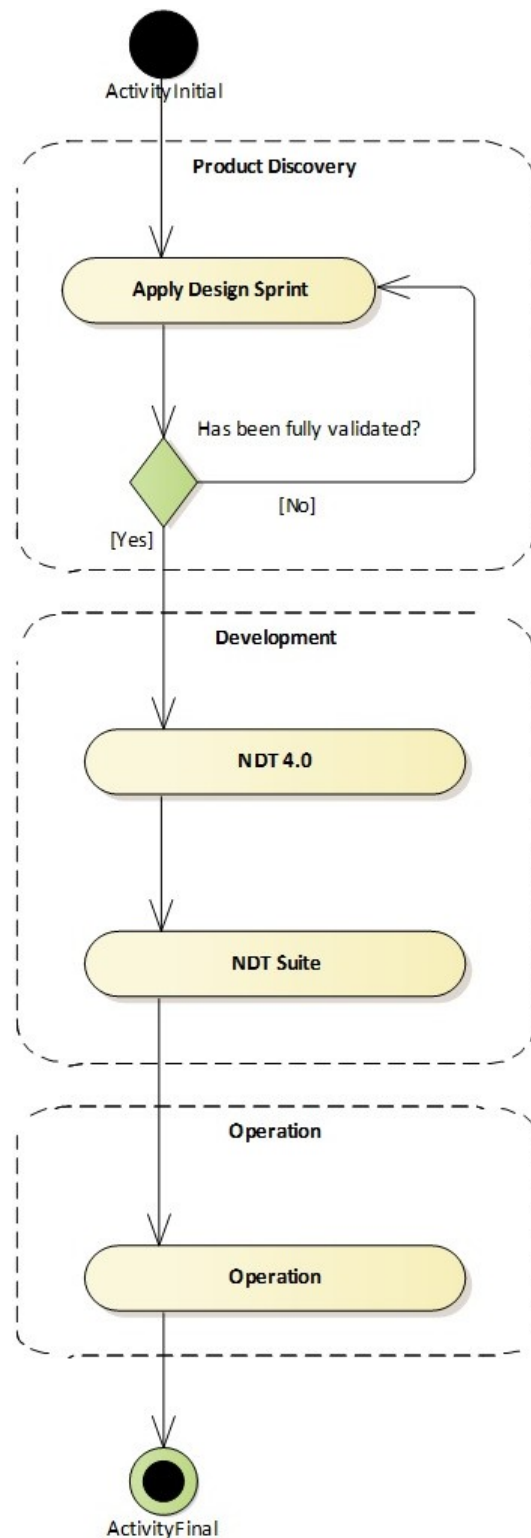 ActivityInitial
Product Discovery
Apply Design Sprint
Has been fully validated?
[No]
[Yes]
Development
NDT 4.0
NDT Suite
Operation
Operation
ActivityFinal